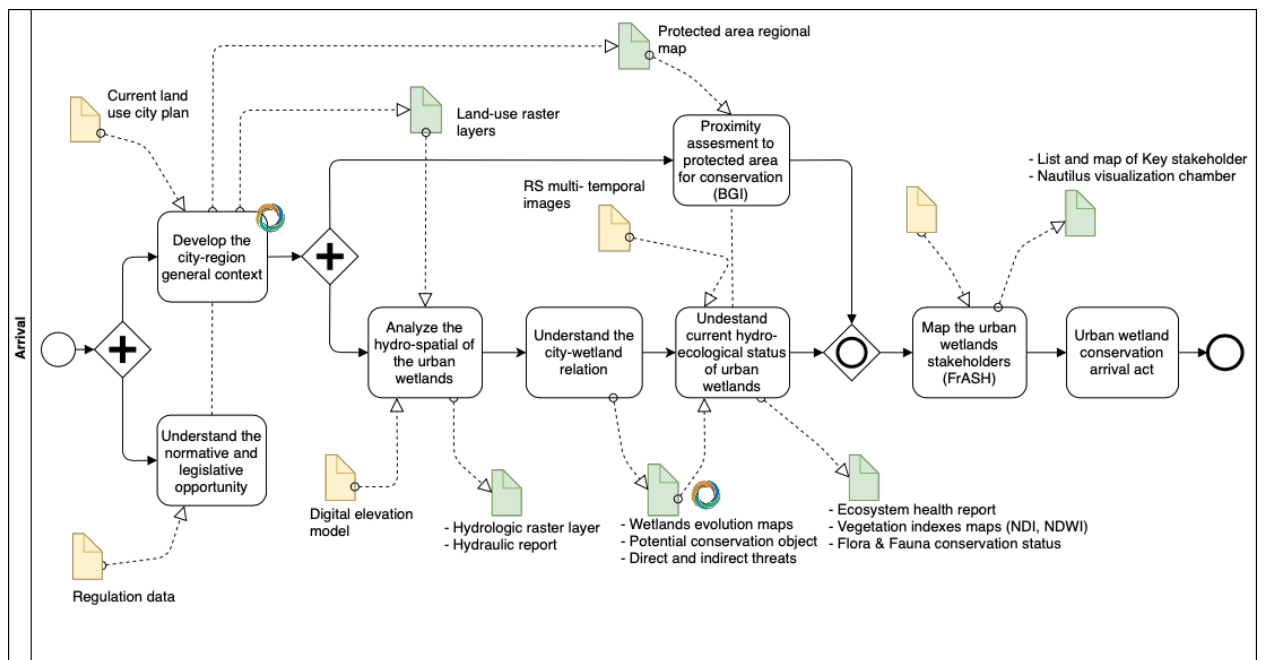 Protected area regional
map
Current land
use city plan
Land-use raster
layers
Proximity
assesment to
protected area
for conservation
(BGI)
- List and map of Key stakeholder
- Nautilus visualization chamber
RS multi- temporal
images
Develop the
city-region
general context
Arrival
Analyze the
hydro-spatial of
the urban
wetlands
Understand the
city-wetland
relation
Undestand
current hydro-
ecological status
of urban
wetlands
Map the urban
wetlands
stakeholders
(FrASH)
Urban wetland
conservation
arrival act
Understand the
normative and
legislative
opportunity
Digital elevation
model
- Hydrologic raster layer
- Hydraulic report
- Wetlands evolution maps
- Potential conservation object
- Direct and indirect threats
- Ecosystem health report
- Vegetation indexes maps (NDI, NDWI)
- Flora & Fauna conservation status
Regulation data